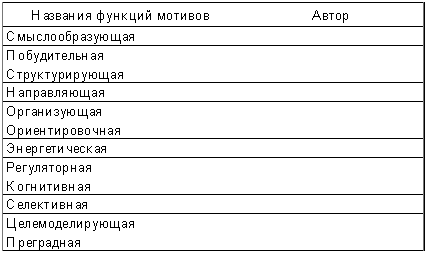 Названия функций мотивов Автор
Смыслообразующая
Побудительная
Структурирующая
Направляющая
Организующая
Ориентировочная
Энергетическая
Регуляторная
Когнитивная
Селективная
Целемоделирующая
Преградная